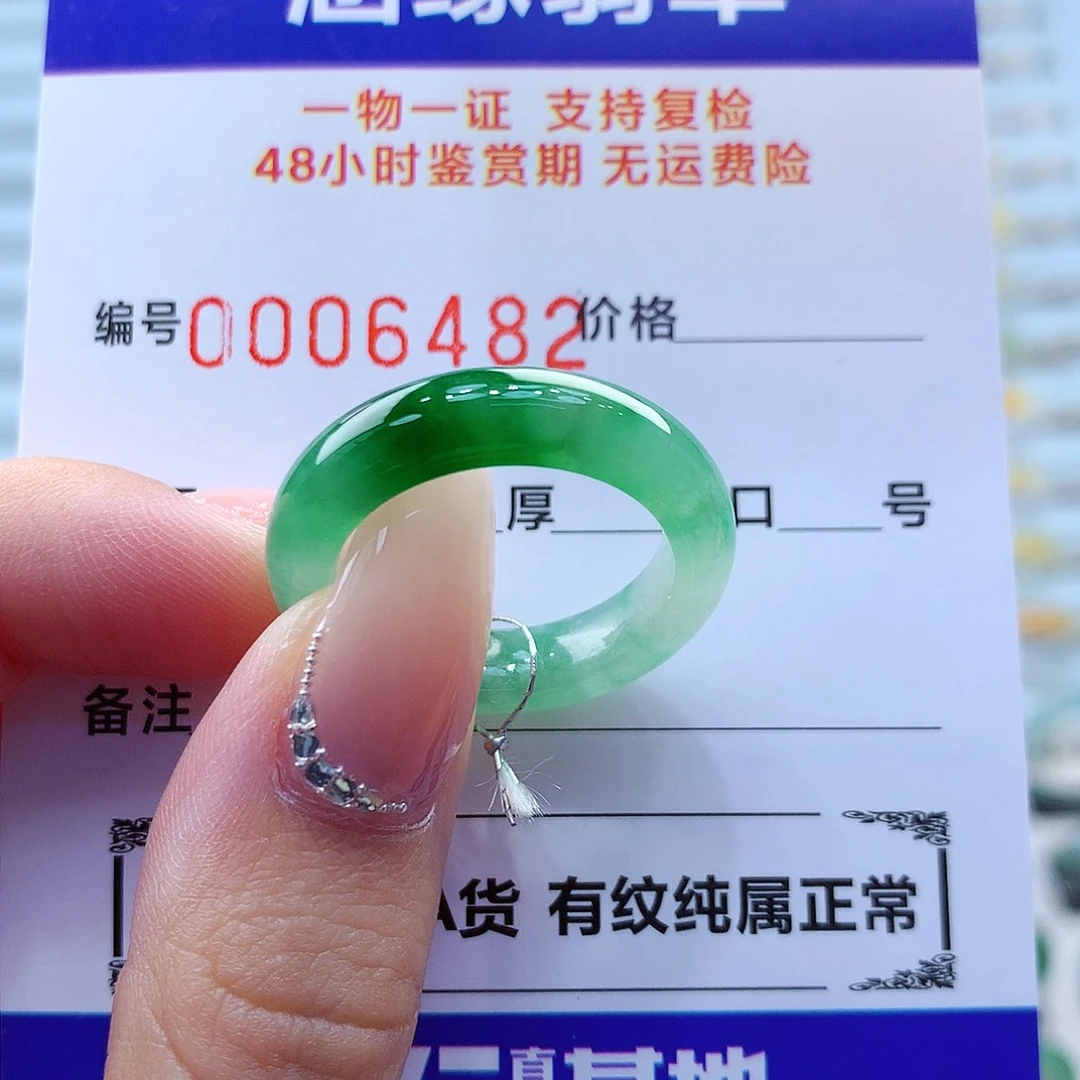 一物一证 支持复检
48小时鉴赏期 无运费险
编号0006482价格
厚 口 号
备注
A货 有纹纯属正常
基地